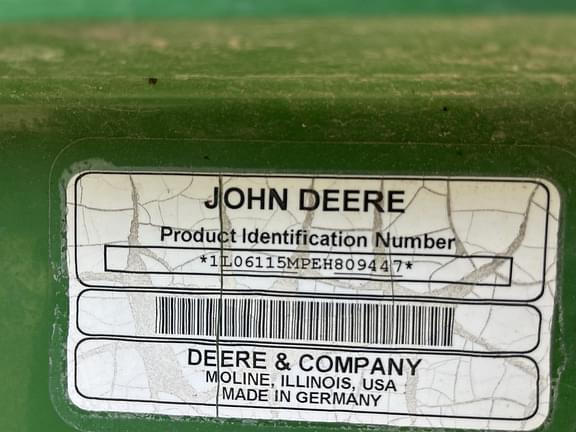 JOHN DEERE
Product Identification Number
*1L06115MPEH809447*
DEERE & COMPANY
MOLINE, ILLINOIS, USA
MADE IN GERMANY